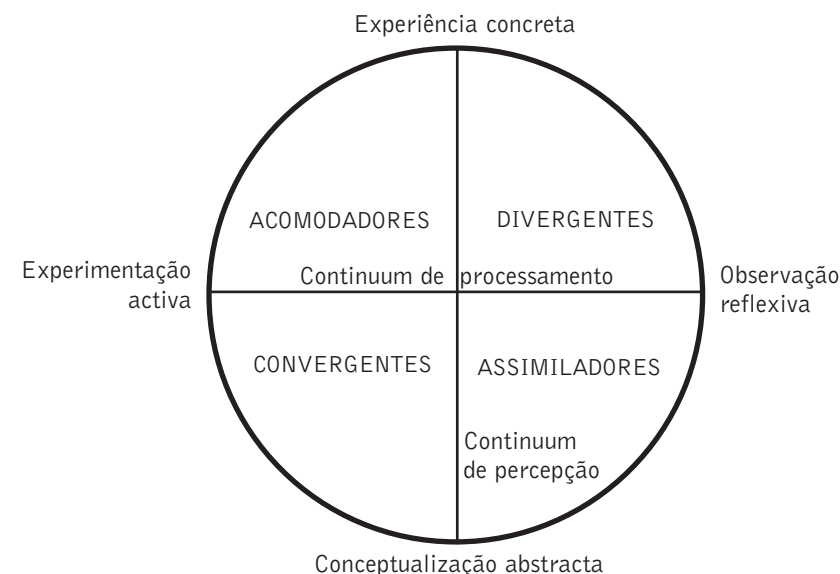 Experiência concreta
ACOMODADORES
DIVERGENTES
Experimentação
activa
Continuum de processamento
Observação
reflexiva
CONVERGENTES
ASSIMILADORES
Continuum
de percepção
Conceptualização abstracta